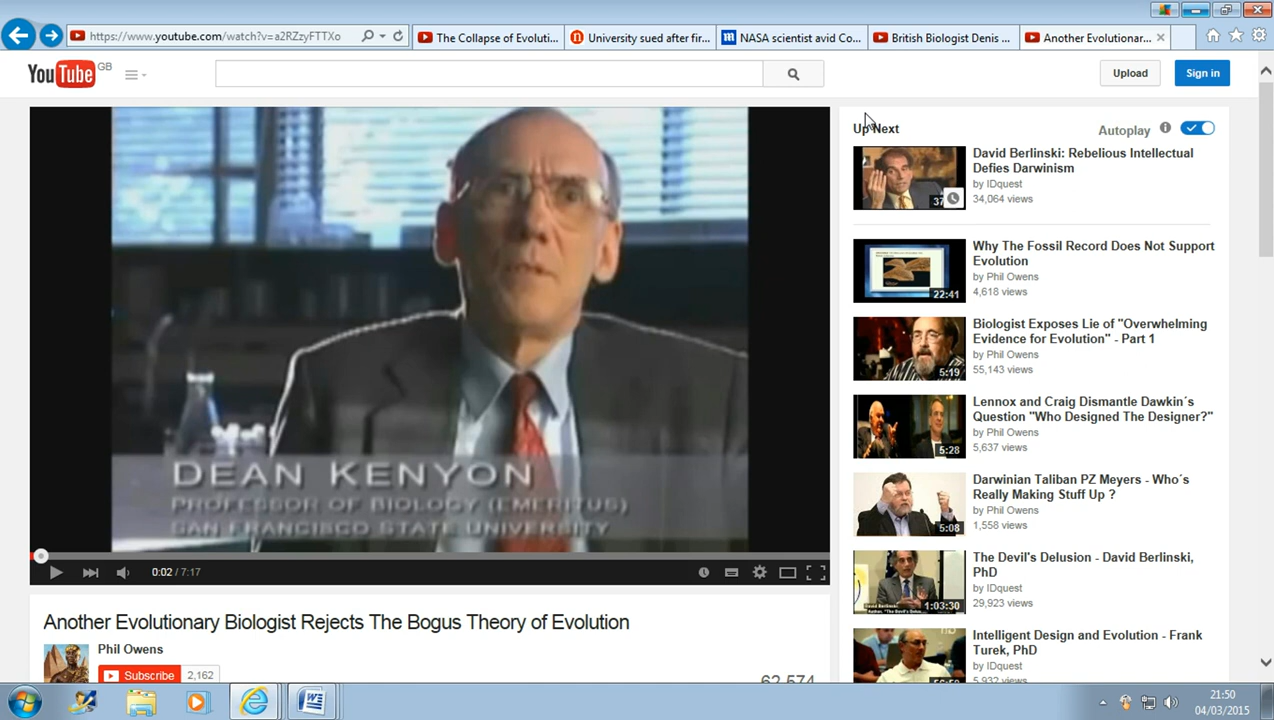 https://www.youtube.com/watch?v=a2RZzyFTTXo
The Collapse of Evoluti...
University sued after fir...
NASA scientist avid Co...
British Biologist Denis ...
Another Evolutionary...
YouTube GB
Upload
Sign in
DEAN KENYON
PROFESSOR OF BIOLOGY (EMERITUS)
SAN FRANCISCO STATE UNIVERSITY
0:02 / 7:17
Another Evolutionary Biologist Rejects The Bogus Theory of Evolution
Phil Owens
Subscribe 2,162
62,574
Up Next
Autoplay
David Berlinski: Rebelious Intellectual
Defies Darwinism
by IDquest
34,064 views
Why The Fossil Record Does Not Support
Evolution
by Phil Owens
4,618 views
22:41
Biologist Exposes Lie of "Overwhelming
Evidence for Evolution" - Part 1
by Phil Owens
55,143 views
5:19
Lennox and Craig Dismantle Dawkin´s
Question "Who Designed The Designer?"
by Phil Owens
5,637 views
5:28
Darwinian Taliban PZ Meyers - Who´s
Really Making Stuff Up ?
by Phil Owens
1,558 views
5:08
The Devil's Delusion - David Berlinski,
PhD
by IDquest
29,923 views
1:03:30
Intelligent Design and Evolution - Frank
Turek, PhD
by IDquest
5,932 views
21:50
04/03/2015